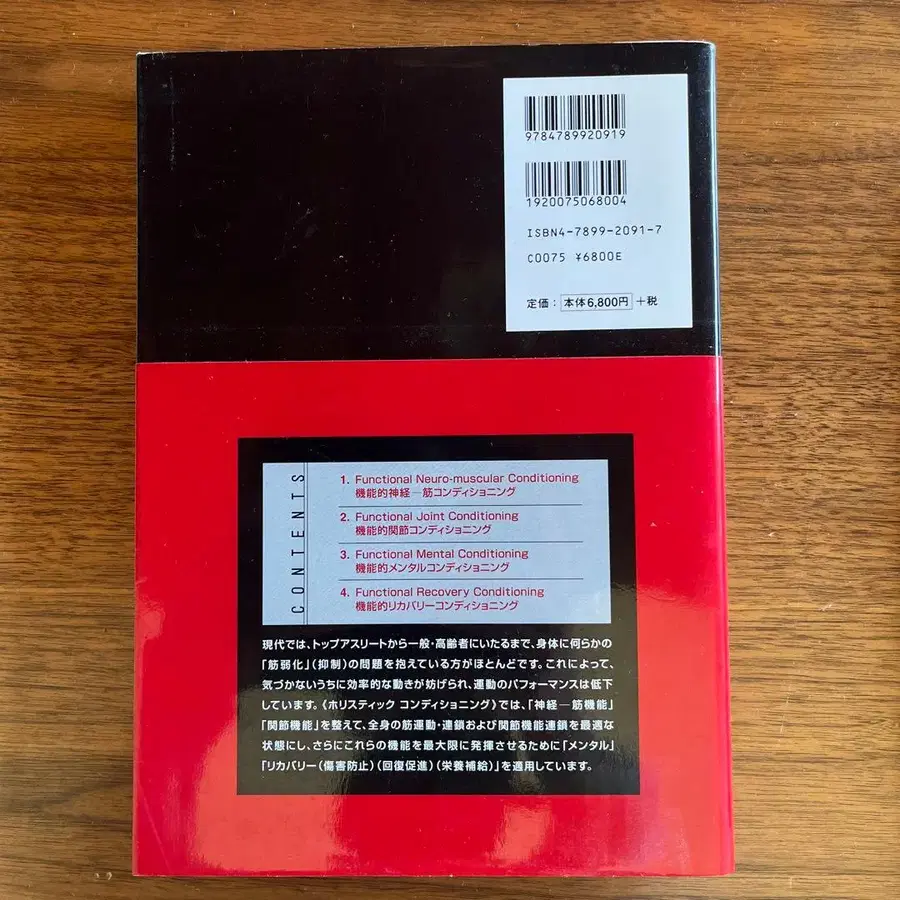 9784789920919
1920075068004
ISBN4-7899-2091-7
C0075 ¥6800E
定価：本体6,800円＋税
CONTENTS
1. Functional Neuro-muscular Conditioning
機能的神経―筋コンディショニング
2. Functional Joint Conditioning
機能的関節コンディショニング
3. Functional Mental Conditioning
機能的メンタルコンディショニング
4. Functional Recovery Conditioning
機能的リカバリーコンディショニング
現代では、トップアスリートから一般・高齢者にいたるまで、身体に何らかの
「筋弱化」（抑制）の問題を抱えている方がほとんどです。これによって、
気づかないうちに効率的な動きが妨げられ、運動のパフォーマンスは低下
しています。〈ホリスティック コンディショニング〉では、「神経―筋機能」
「関節機能」を整えて、全身の筋運動・連鎖および関節機能連鎖を最適な
状態にし、さらにこれらの機能を最大限に発揮させるために「メンタル」
「リカバリー（傷害防止）（回復促進）（栄養補給）」を適用しています。